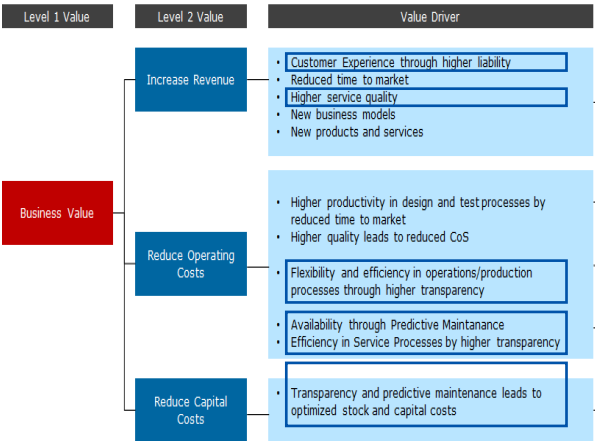 Level 1 Value
Level 2 Value
Value Driver
Business Value
Increase Revenue
• Customer Experience through higher liability
• Reduced time to market
• Higher service quality
• New business models
• New products and services
Reduce Operating
Costs
• Higher productivity in design and test processes by
reduced time to market
• Higher quality leads to reduced CoS
• Flexibility and efficiency in operations/production
processes through higher transparency
• Availability through Predictive Maintanance
• Efficiency in Service Processes by higher transparency
Reduce Capital
Costs
• Transparency and predictive maintenance leads to
optimized stock and capital costs